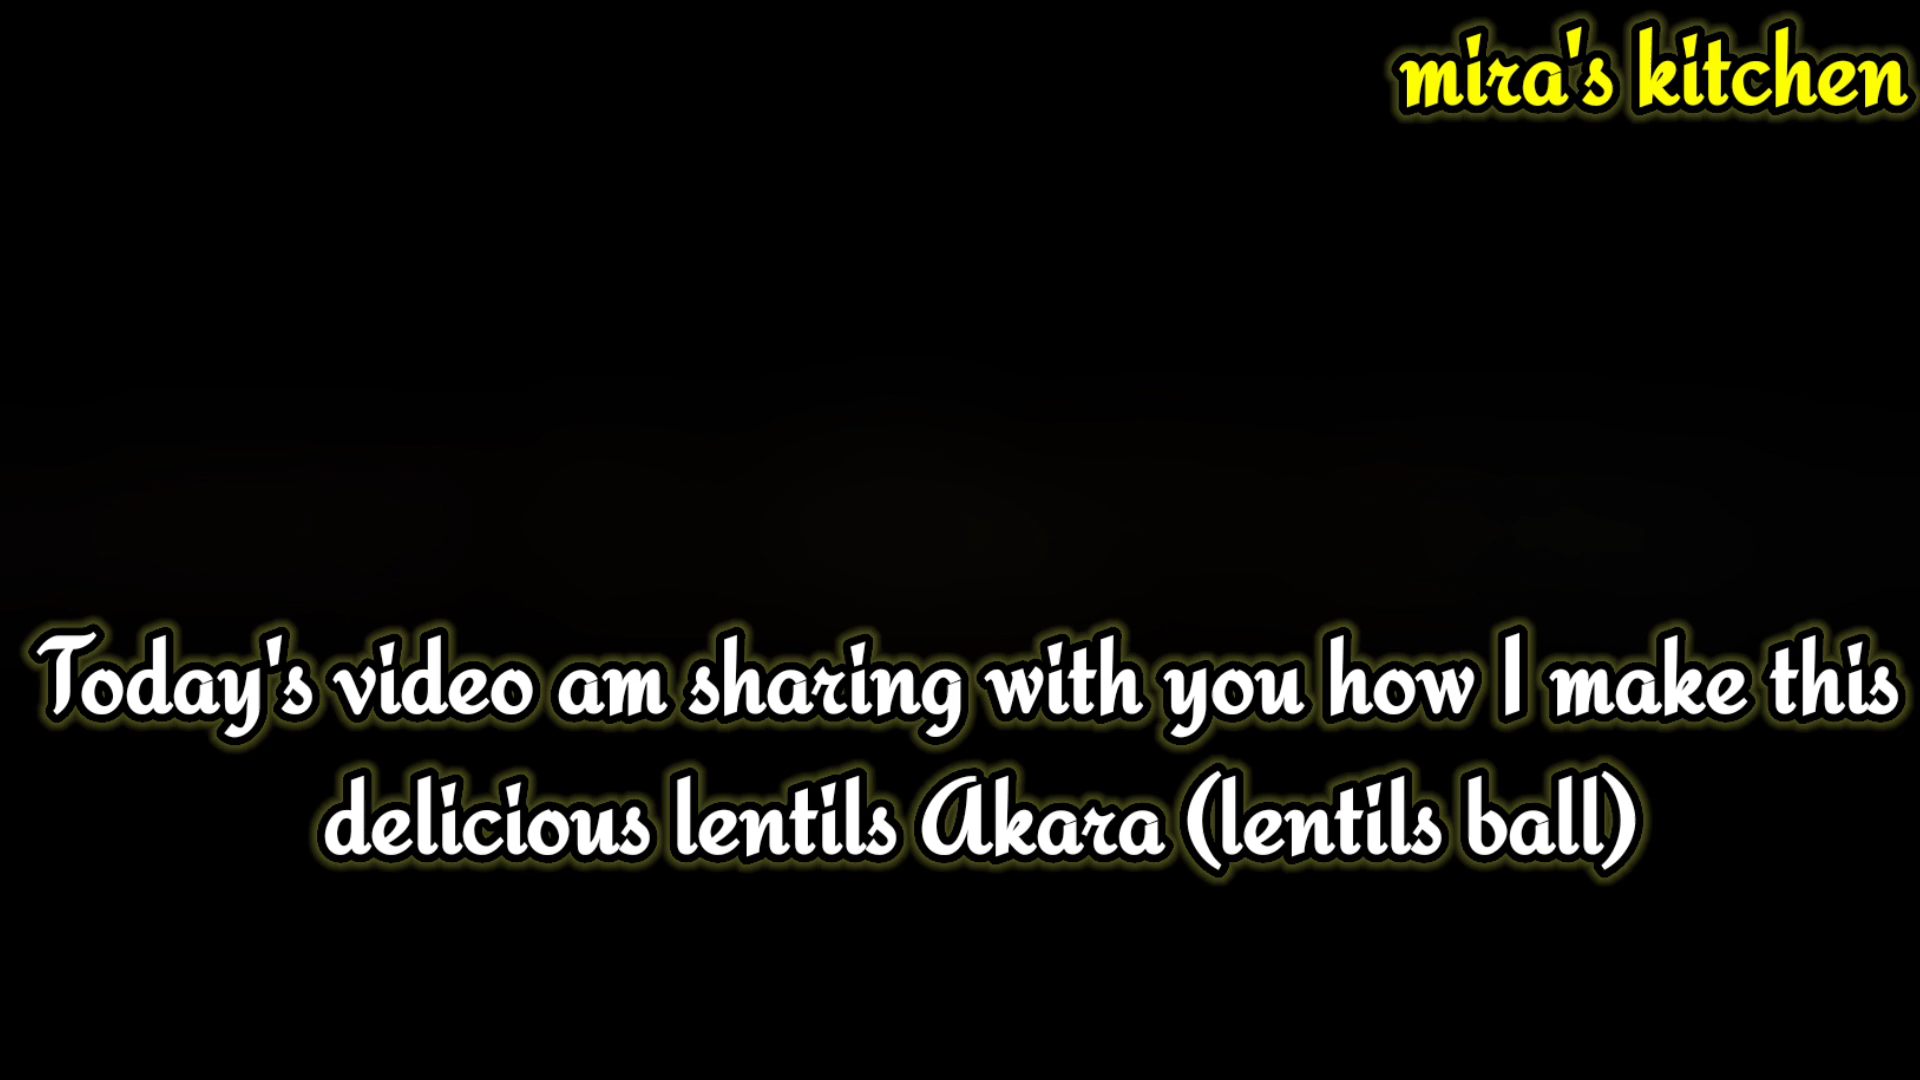 mira's kitchen
Today's video am sharing with you how I make this
delicious lentils Akara (lentils ball)